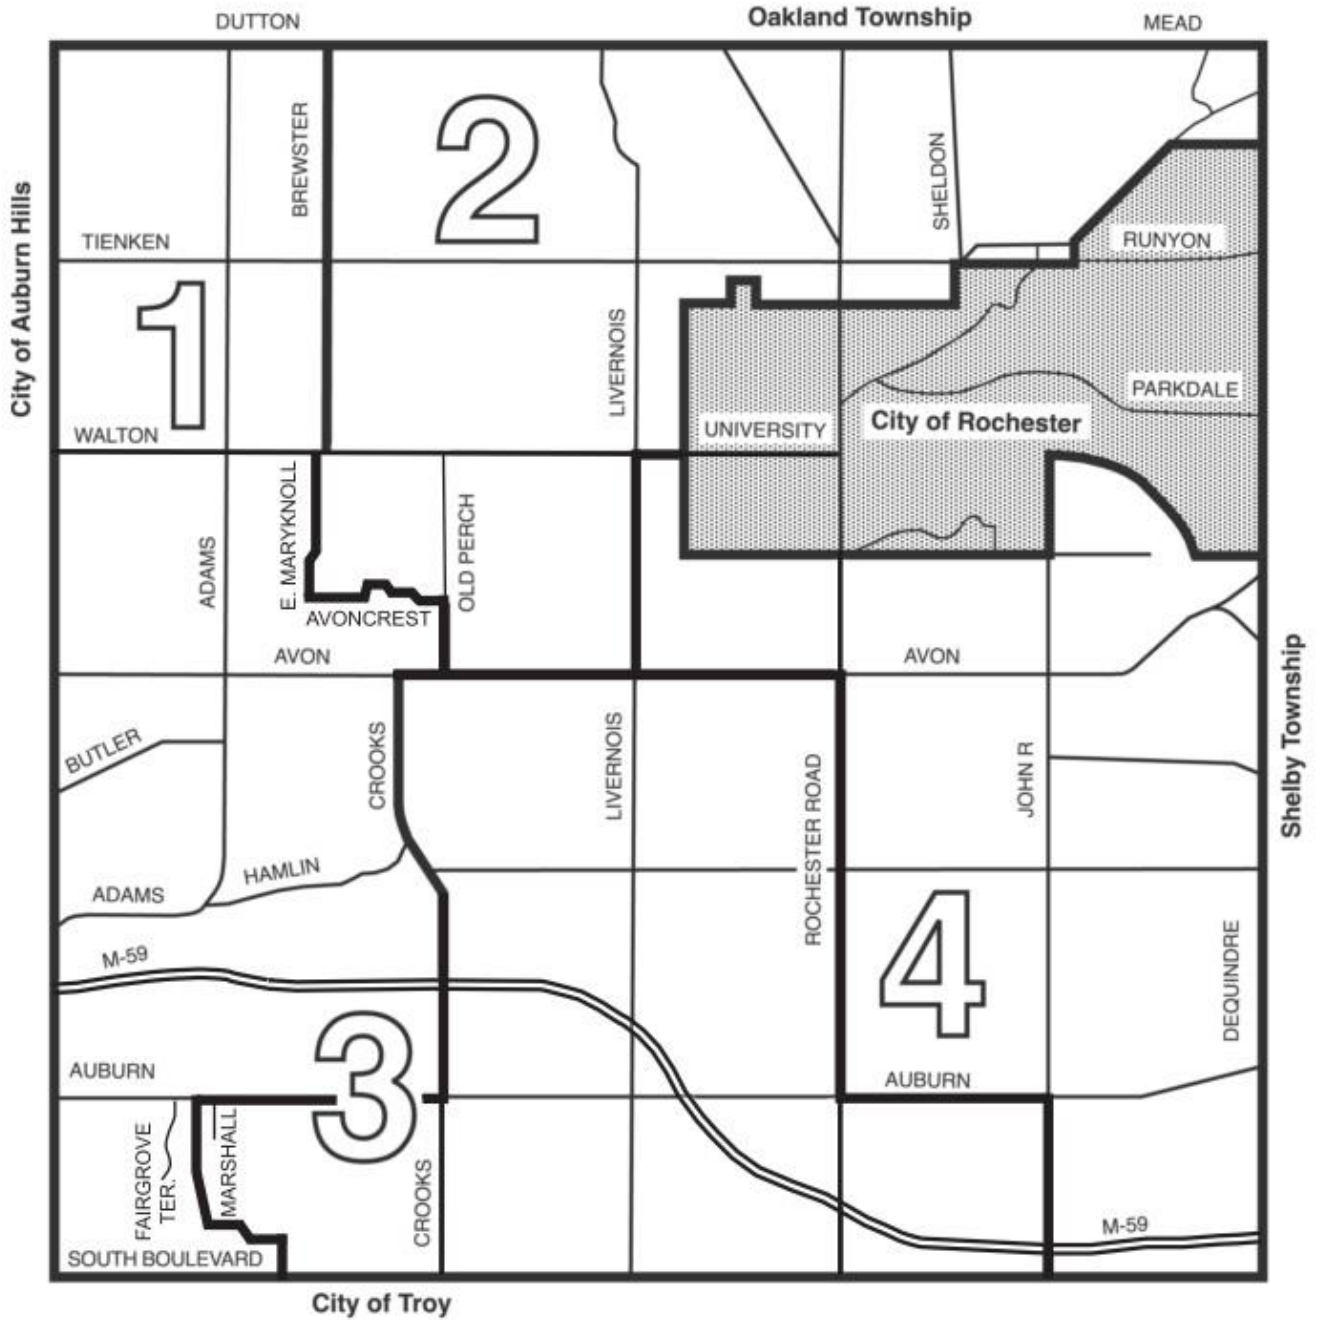 DUTTON
Oakland Township
MEAD
City of Auburn Hills
BREWSTER
2
SHELDON
TIENKEN
RUNYON
1
LIVERNOIS
PARKDALE
WALTON
UNIVERSITY
City of Rochester
E. MARYKNOLL
ADAMS
OLD PERCH
AVONCREST
AVON
AVON
Shelby Township
BUTLER
CROOKS
LIVERNOIS
ROCHESTER ROAD
JOHN R
HAMLIN
ADAMS
4
M-59
DEQUINDRE
3
AUBURN
AUBURN
FAIRGROVE
TER.
MARSHALL
CROOKS
M-59
SOUTH BOULEVARD
City of Troy